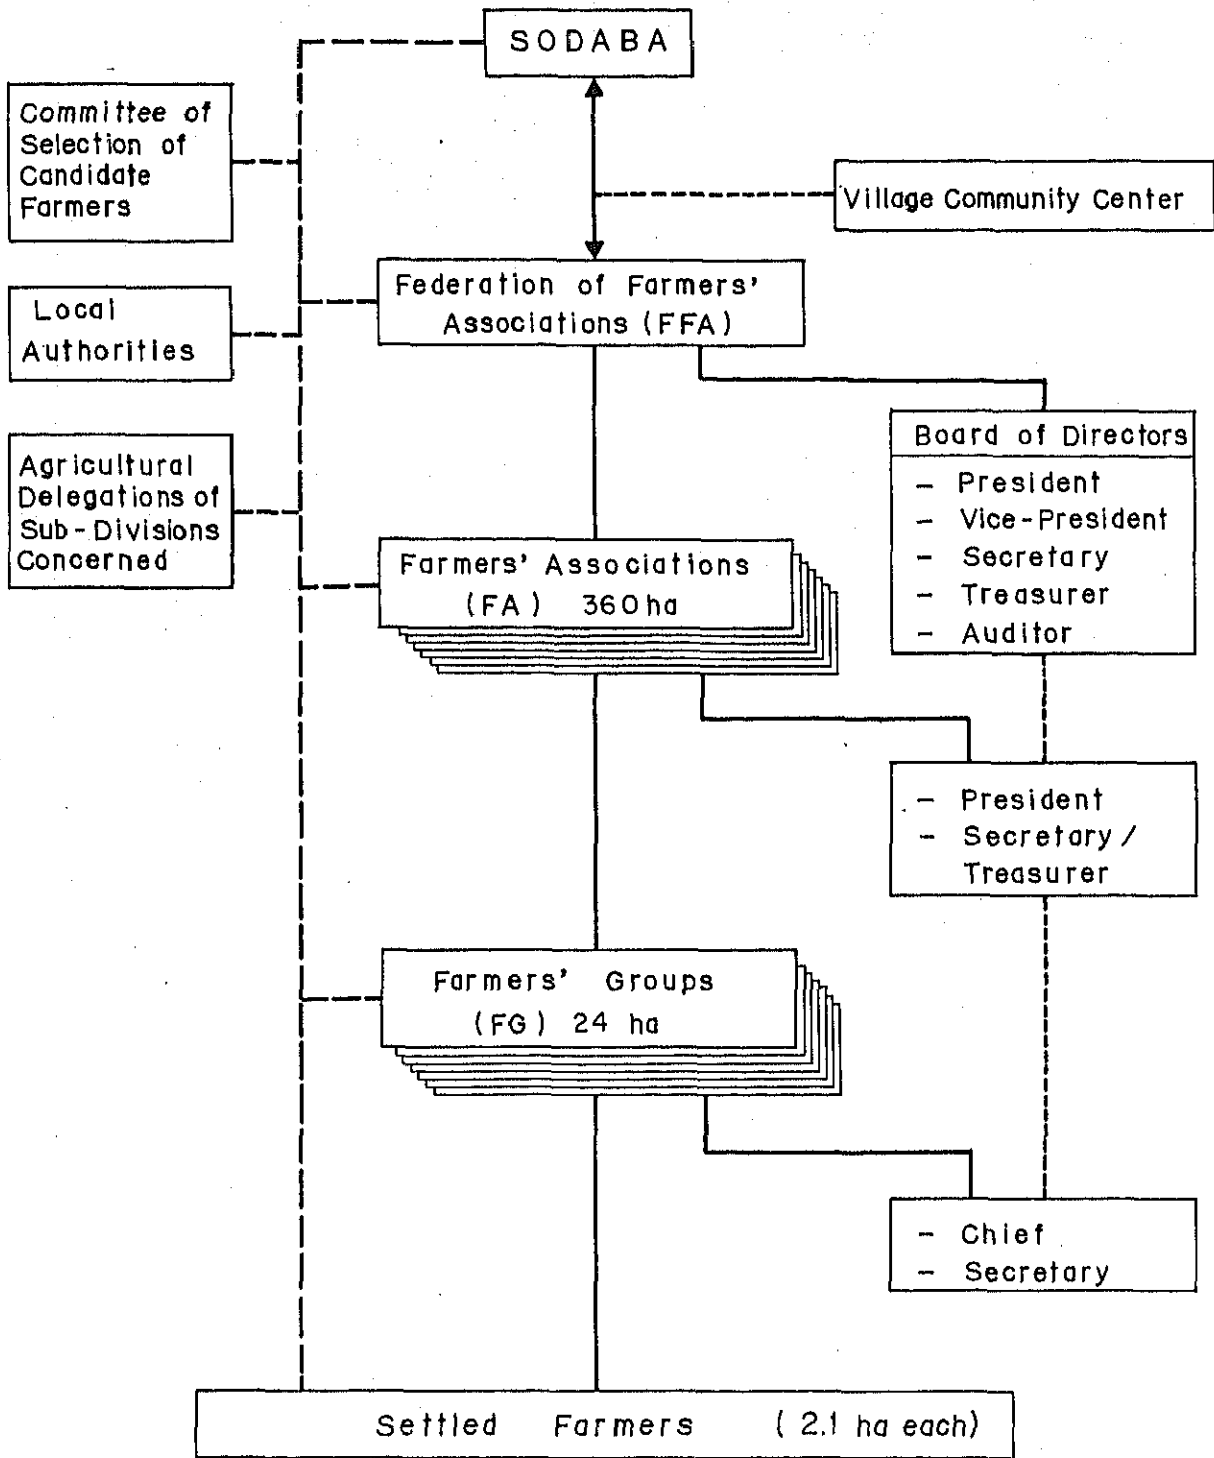 SODABA
Committee of
Selection of
Candidate
Farmers
Village Community Center
Federation of Farmers'
Associations (FFA)
Local
Authorities
Board of Directors
- President
- Vice-President
- Secretary
- Treasurer
- Auditor
Agricultural
Delegations of
Sub-Divisions
Concerned
Farmers' Associations
(FA) 360 ha
- President
- Secretary /
Treasurer
Farmers' Groups
(FG) 24 ha
- Chief
- Secretary
Settled Farmers (2.1 ha each)